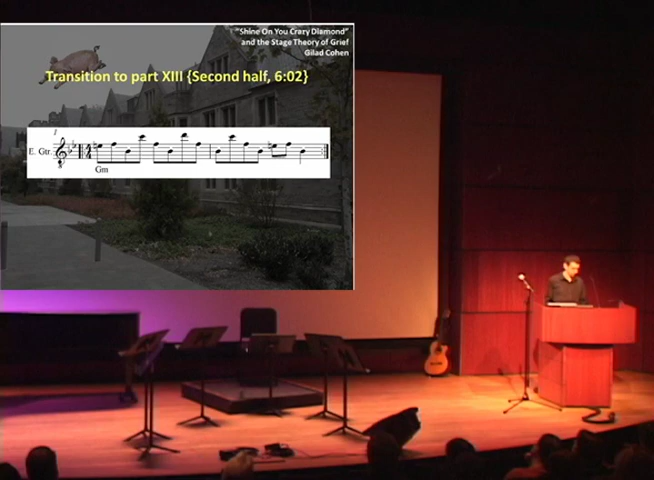 "Shine On You Crazy Diamond"
and the Stage Theory of Grief
Gilad Cohen
Transition to part XIII {Second half, 6:02}
E. Gtr.
Gm